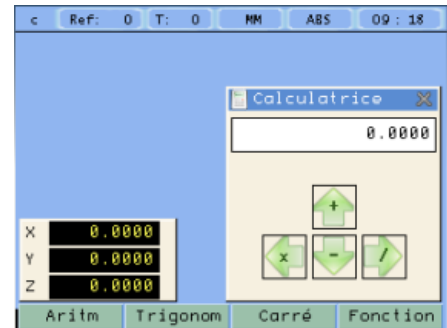 c Ref: 0 T: 0 MM ABS 09 : 18
Calculatrice
0.0000
+
x - /
X 0.0000
Y 0.0000
Z 0.0000
Aritm Trigonom Carré Fonction